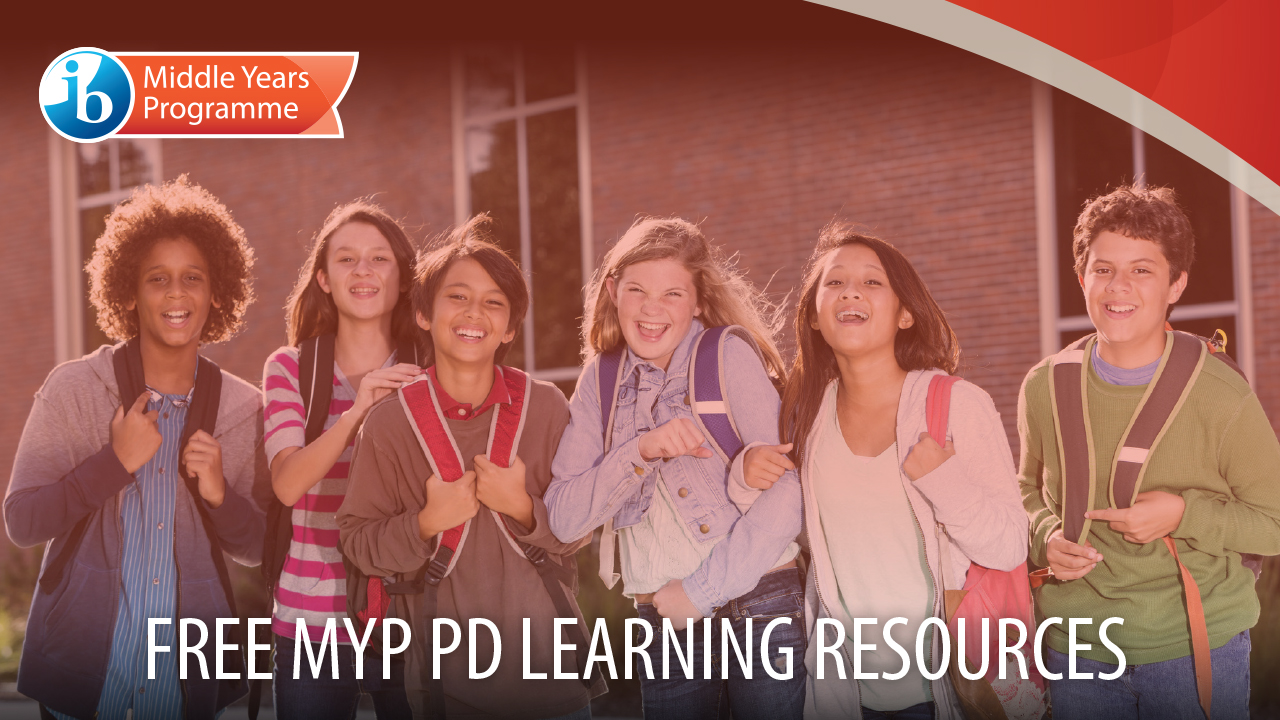 ib
Middle Years
Programme
FREE MYP PD LEARNING RESOURCES